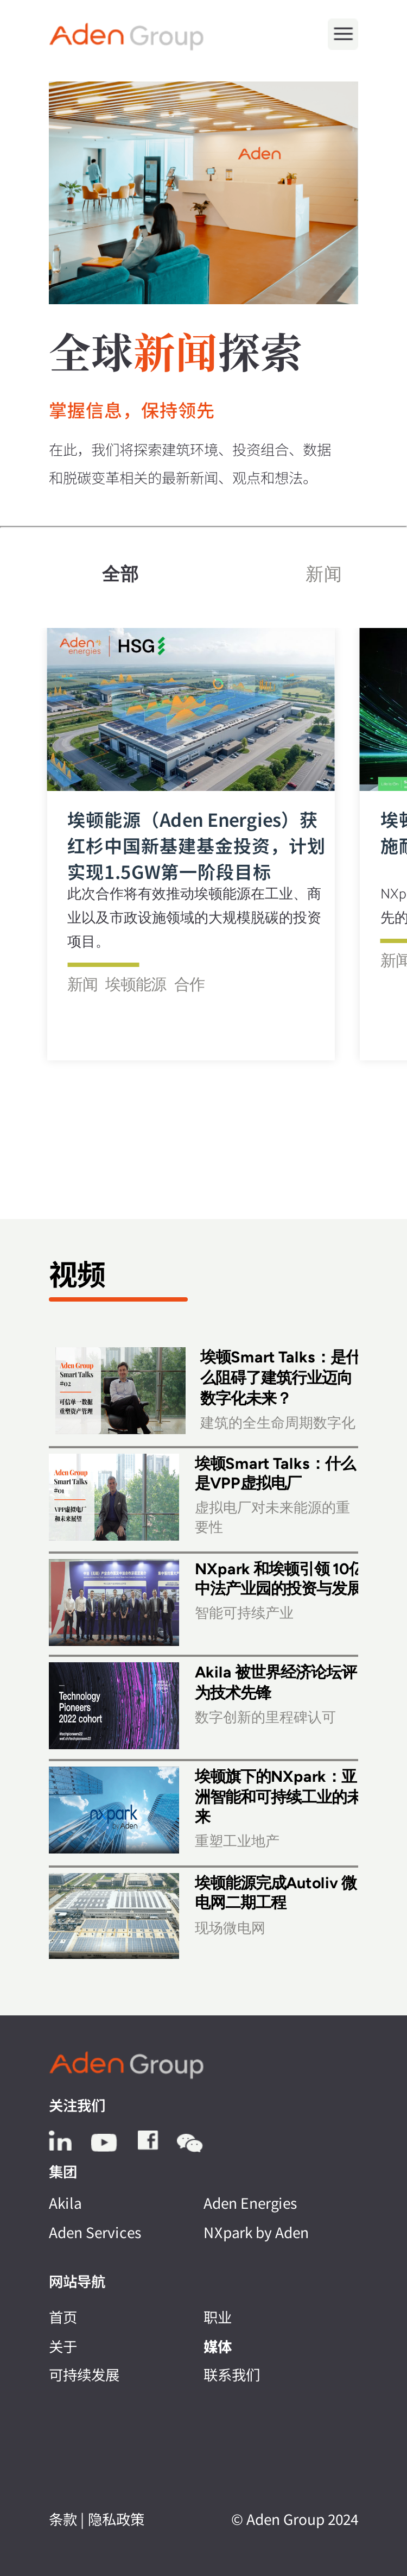 Aden Group
Aden
全球新闻探索
掌握信息，保持领先
在此，我们将探索建筑环境、投资组合、数据
和脱碳变革相关的最新新闻、观点和想法。
全部
新闻
Aden energies | HSG
埃顿能源（Aden Energies）获
红杉中国新基建基金投资，计划
实现1.5GW第一阶段目标
此次合作将有效推动埃顿能源在工业、商
业以及市政设施领域的大规模脱碳的投资
项目。
新闻 埃顿能源 合作
埃
施
NXp
先的
新闻
视频
Aden Group
Smart Talks
#02
可信单一数据
重塑资产管理
埃顿Smart Talks：是什
么阻碍了建筑行业迈向
数字化未来？
建筑的全生命周期数字化
Aden Group
Smart Talks
#01
VPP虚拟电厂
和未来展望
埃顿Smart Talks：什么
是VPP虚拟电厂
虚拟电厂对未来能源的重
要性
NXpark 和埃顿引领 10亿
中法产业园的投资与发展
智能可持续产业
Technology
Pioneers
2022 cohort
Akila 被世界经济论坛评
为技术先锋
数字创新的里程碑认可
nxpark
by Aden
埃顿旗下的NXpark：亚
洲智能和可持续工业的未
来
重塑工业地产
埃顿能源完成Autoliv 微
电网二期工程
现场微电网
Aden Group
关注我们
集团
Akila
Aden Energies
Aden Services
NXpark by Aden
网站导航
首页
职业
关于
媒体
可持续发展
联系我们
条款 | 隐私政策
© Aden Group 2024